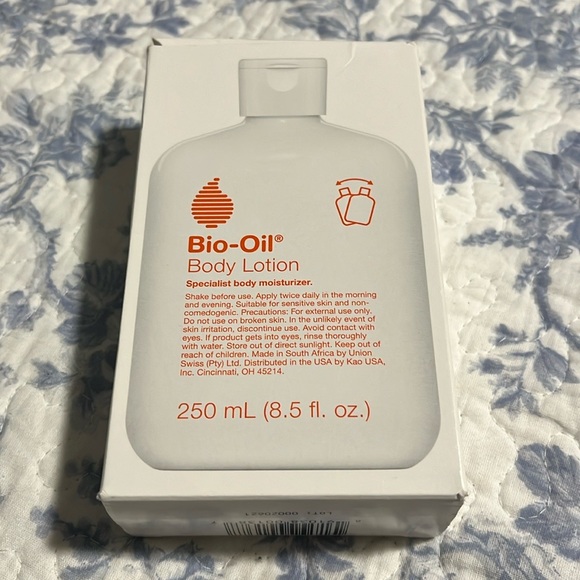 Bio-Oil®
Body Lotion
Specialist body moisturizer.
Shake before use. Apply twice daily in the morning
and evening. Suitable for sensitive skin and non-
comedogenic. Precautions: For external use only.
Do not use on broken skin. In the unlikely event of
skin irritation, discontinue use. Avoid contact with
eyes. If product gets into eyes, rinse thoroughly
with water. Store out of direct sunlight. Keep out of
reach of children. Made in South Africa by Union
Swiss (Pty) Ltd. Distributed in the USA by Kao USA,
Inc. Cincinnati, OH 45214.
250 mL (8.5 fl. oz.)